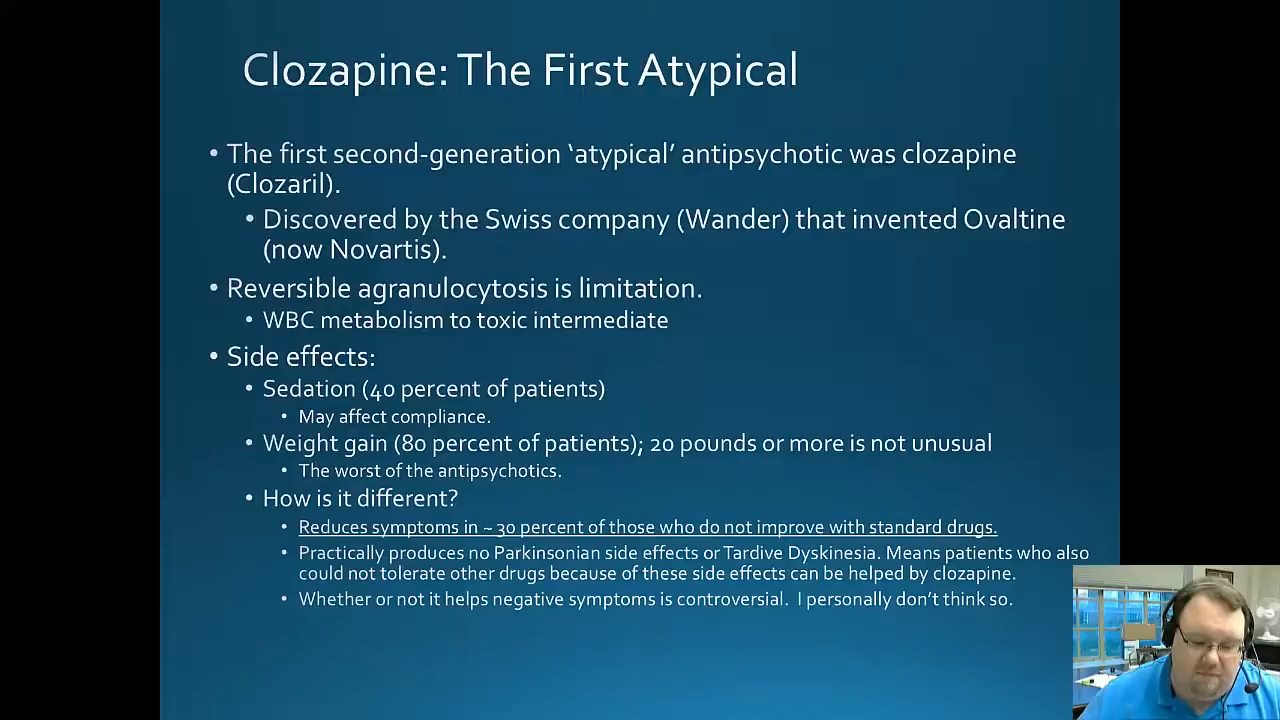 Clozapine: The First Atypical
• The first second-generation ‘atypical’ antipsychotic was clozapine
(Clozaril).
• Discovered by the Swiss company (Wander) that invented Ovaltine
(now Novartis).
• Reversible agranulocytosis is limitation.
• WBC metabolism to toxic intermediate
• Side effects:
• Sedation (40 percent of patients)
• May affect compliance.
• Weight gain (80 percent of patients); 20 pounds or more is not unusual
• The worst of the antipsychotics.
• How is it different?
• Reduces symptoms in ~ 30 percent of those who do not improve with standard drugs.
• Practically produces no Parkinsonian side effects or Tardive Dyskinesia. Means patients who also
could not tolerate other drugs because of these side effects can be helped by clozapine.
• Whether or not it helps negative symptoms is controversial.  I personally don’t think so.